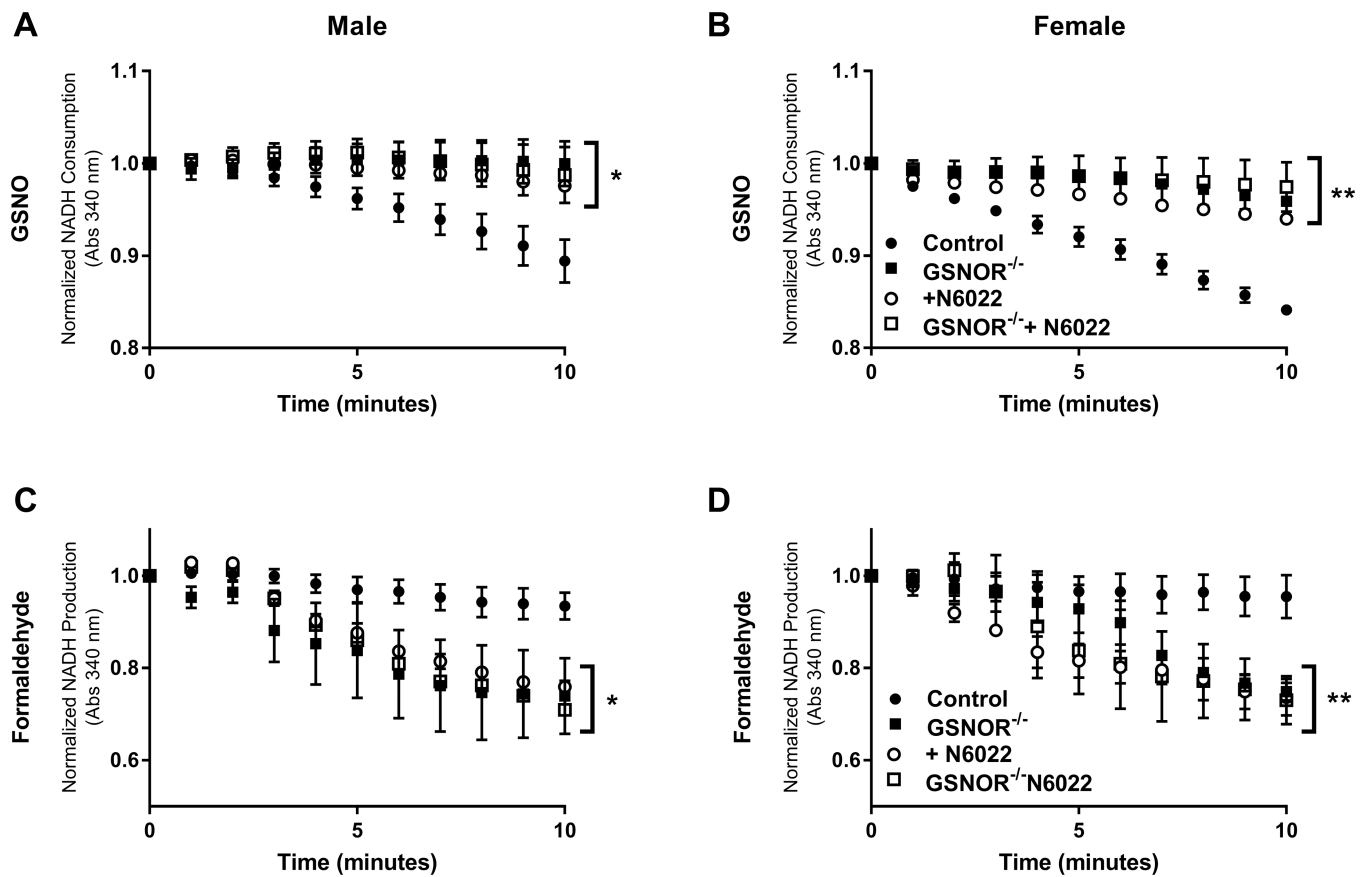 A
Male
GSNO
Normalized NADH Consumption
(Abs 340 nm)
1.1
1.0
0.9
0.8
*
0
5
10
Time (minutes)
B
Female
GSNO
Normalized NADH Consumption
(Abs 340 nm)
1.1
1.0
0.9
0.8
**
Control
GSNOR-/-
+N6022
GSNOR-/-+ N6022
0
5
10
Time (minutes)
C
Formaldehyde
Normalized NADH Production
(Abs 340 nm)
1.0
0.8
0.6
*
0
5
10
Time (minutes)
D
Formaldehyde
Normalized NADH Production
(Abs 340 nm)
1.0
0.8
0.6
**
Control
GSNOR-/-
+ N6022
GSNOR-/-N6022
0
5
10
Time (minutes)